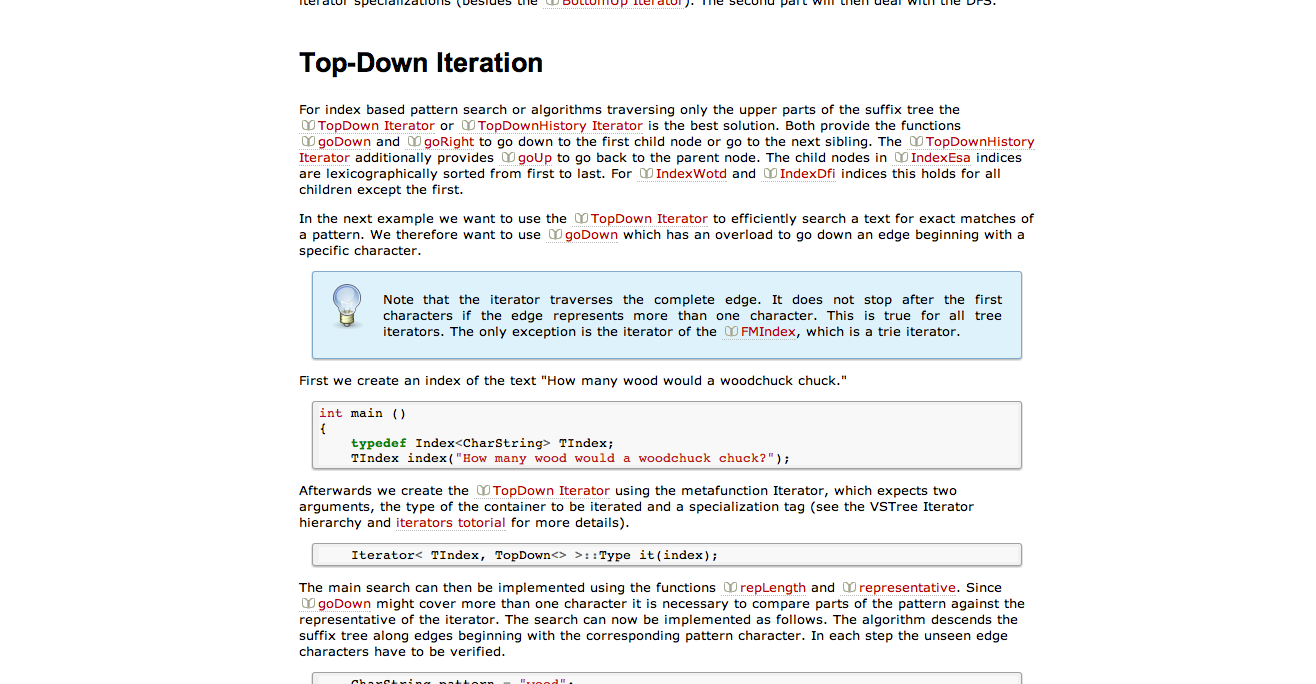 iterator specializations (besides the BottomUp Iterator). The second part will then deal with the DFS.
Top-Down Iteration
For index based pattern search or algorithms traversing only the upper parts of the suffix tree the
TopDown Iterator or TopDownHistory Iterator is the best solution. Both provide the functions
goDown and goRight to go down to the first child node or go to the next sibling. The TopDownHistory
Iterator additionally provides goUp to go back to the parent node. The child nodes in IndexEsa indices
are lexicographically sorted from first to last. For IndexWotd and IndexDfi indices this holds for all
children except the first.
In the next example we want to use the TopDown Iterator to efficiently search a text for exact matches of
a pattern. We therefore want to use goDown which has an overload to go down an edge beginning with a
specific character.
Note that the iterator traverses the complete edge. It does not stop after the first
characters if the edge represents more than one character. This is true for all tree
iterators. The only exception is the iterator of the FMIndex, which is a trie iterator.
First we create an index of the text "How many wood would a woodchuck chuck."
int main ()
{
    typedef Index<CharString> TIndex;
    TIndex index("How many wood would a woodchuck chuck?");
Afterwards we create the TopDown Iterator using the metafunction Iterator, which expects two
arguments, the type of the container to be iterated and a specialization tag (see the VSTree Iterator
hierarchy and iterators totorial for more details).
    Iterator< TIndex, TopDown<> >::Type it(index);
The main search can then be implemented using the functions repLength and representative. Since
goDown might cover more than one character it is necessary to compare parts of the pattern against the
representative of the iterator. The search can now be implemented as follows. The algorithm descends the
suffix tree along edges beginning with the corresponding pattern character. In each step the unseen edge
characters have to be verified.
    CharString pattern = "wood";